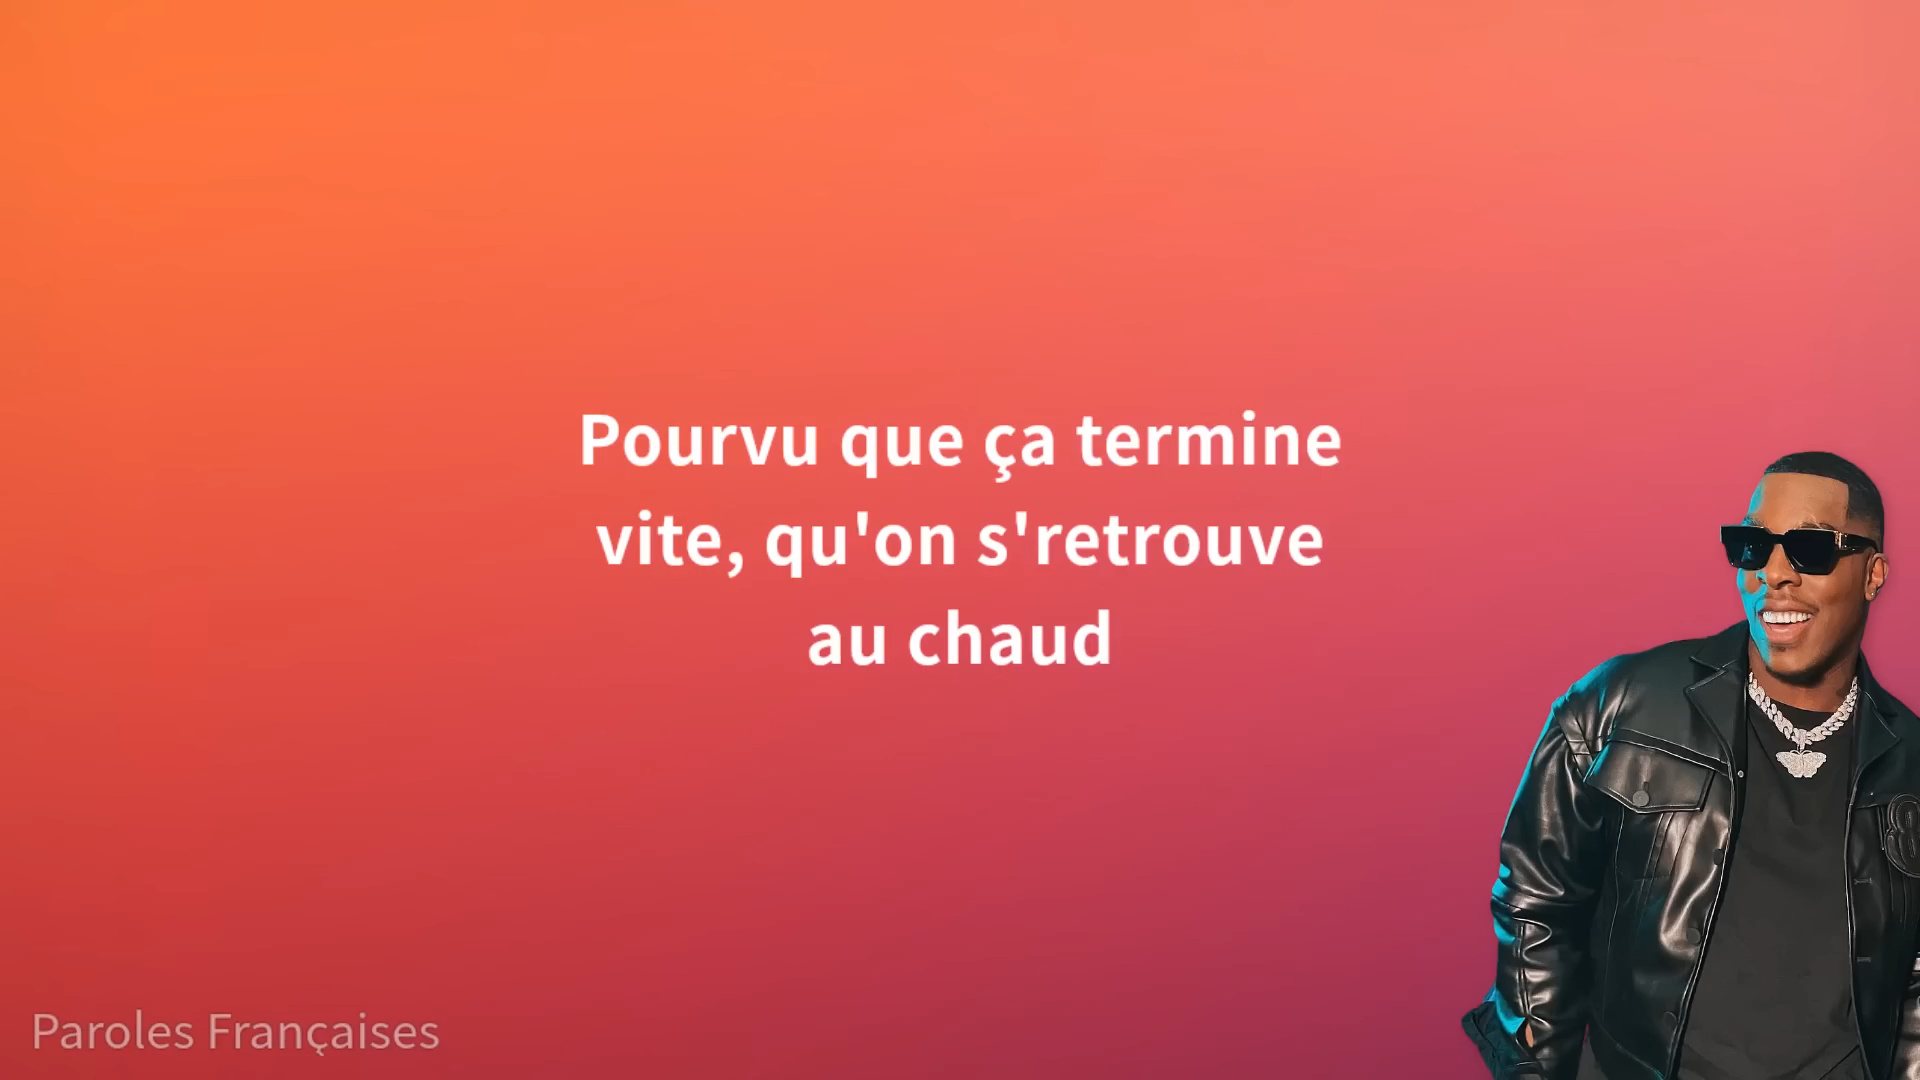 Pourvu que ça termine
vite, qu'on s'retrouve
au chaud
Paroles Françaises